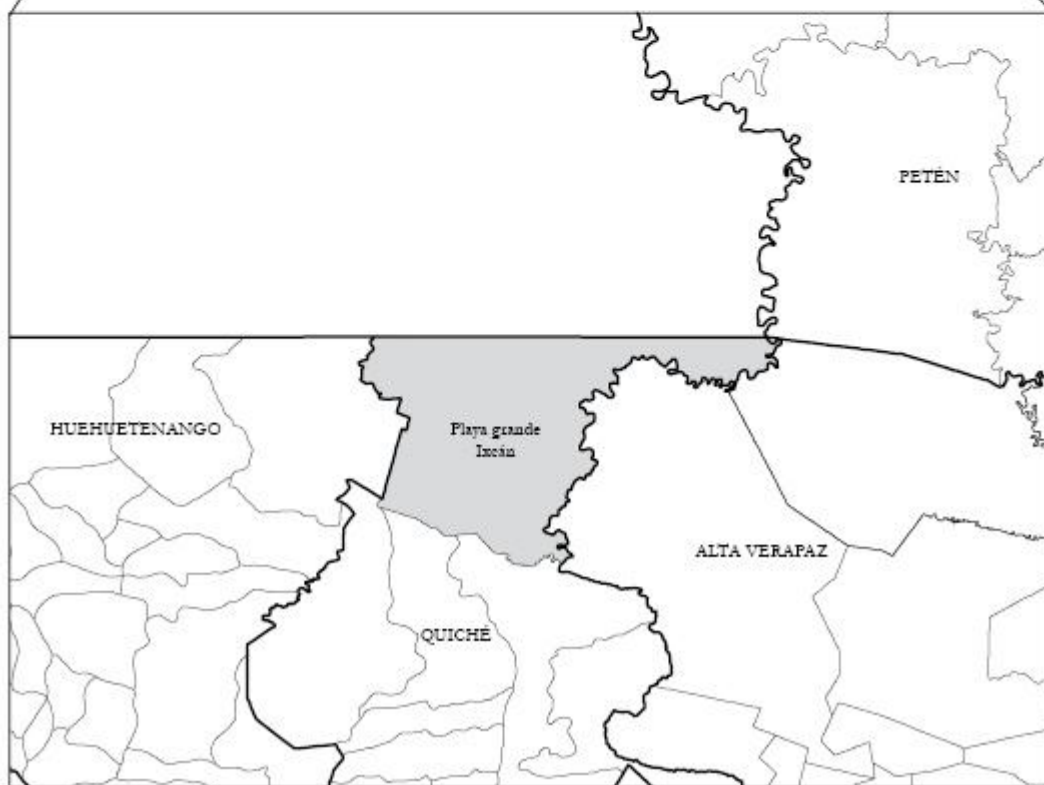 PETÉN
HUEHUETENANGO
Playa grande
Ixcán
ALTA VERAPAZ
QUICHÉ